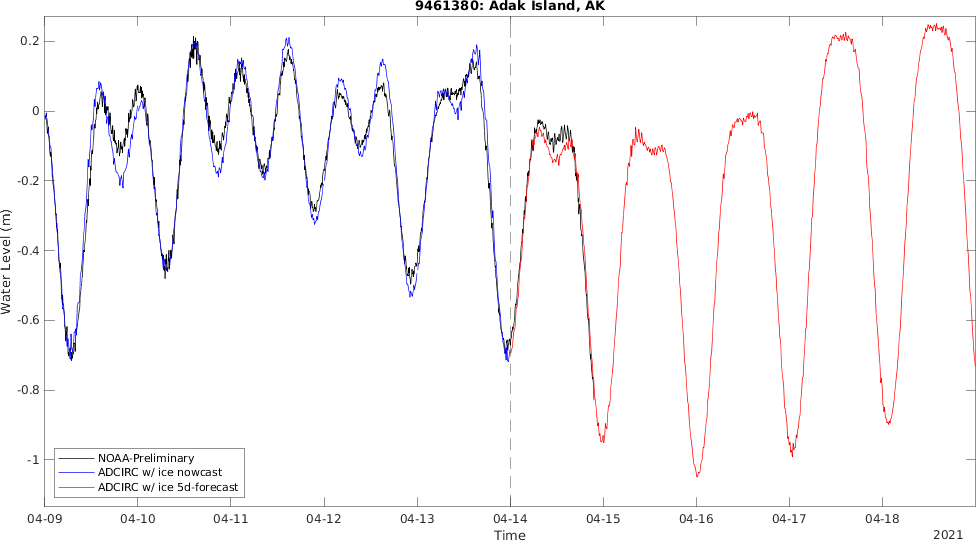 9461380: Adak Island, AK
Water Level (m)
0.2
0
-0.2
-0.4
-0.6
-0.8
-1
NOAA-Preliminary
ADCIRC w/ ice nowcast
ADCIRC w/ ice 5d-forecast
04-09 04-10 04-11 04-12 04-13 04-14 04-15 04-16 04-17 04-18
Time
2021